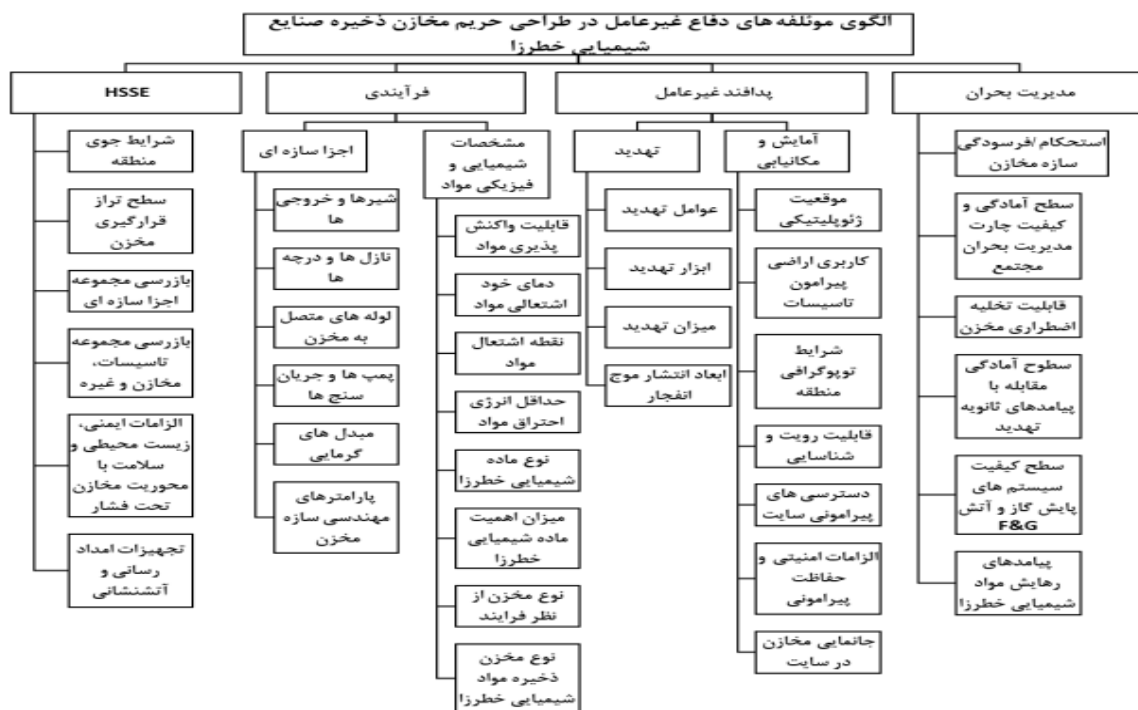 الگوی موئلفه های دفاع غیرعامل در طراحی حریم مخازن ذخیره صنایع
شیمیایی خطرزا
مدیریت بحران
استحکام/فرسودگی
سازه مخازن
سطح آمادگی و
کیفیت چارت
مدیریت بحران
مجتمع
قابلیت تخلیه
اضطراری مخزن
سطوح آمادگی
مقابله با
پیامدهای ثانویه
تهدید
سطح کیفیت
سیستم های
پایش گاز و آتش
F&G
پیامدهای
رهایش مواد
شیمیایی خطرزا
پدافند غیرعامل
آمایش و
مکانیابی
موقعیت
ژئوپلیتیکی
کاربری اراضی
پیرامون
تاسیسات
شرایط
توپوگرافی
منطقه
قابلیت رویت و
شناسایی
دسترسی های
پیرامونی سایت
الزامات امنیتی و
حفاظت
پیرامونی
جانمایی مخازن
در سایت
تهدید
عوامل تهدید
ابزار تهدید
میزان تهدید
ابعاد انتشار موج
انفجار
فرآیندی
مشخصات
شیمیایی و
فیزیکی مواد
قابلیت واکنش
پذیری مواد
دمای خود
اشتعالی مواد
نقطه اشتعال
مواد
حداقل انرژی
احتراق مواد
نوع ماده
شیمیایی خطرزا
میزان اهمیت
ماده شیمیایی
خطرزا
نوع مخزن از
نظر فرایند
نوع مخزن
ذخیره مواد
شیمیایی خطرزا
اجزا سازه ای
شیرها و خروجی
ها
نازل ها و درچه
ها
لوله های متصل
به مخزن
پمپ ها و جریان
سنج ها
مبدل های
گرمایی
پارامترهای
مهندسی سازه
مخزن
HSSE
شرایط جوی
منطقه
سطح تراز
قرارگیری
مخزن
بازرسی مجموعه
اجزا سازه ای
بازرسی مجموعه
تاسیسات،
مخازن و غیره
الزامات ایمنی،
زیست محیطی و
سلامت با
محوریت مخازن
تحت فشار
تجهیزات امداد
رسانی و
آتشنشانی